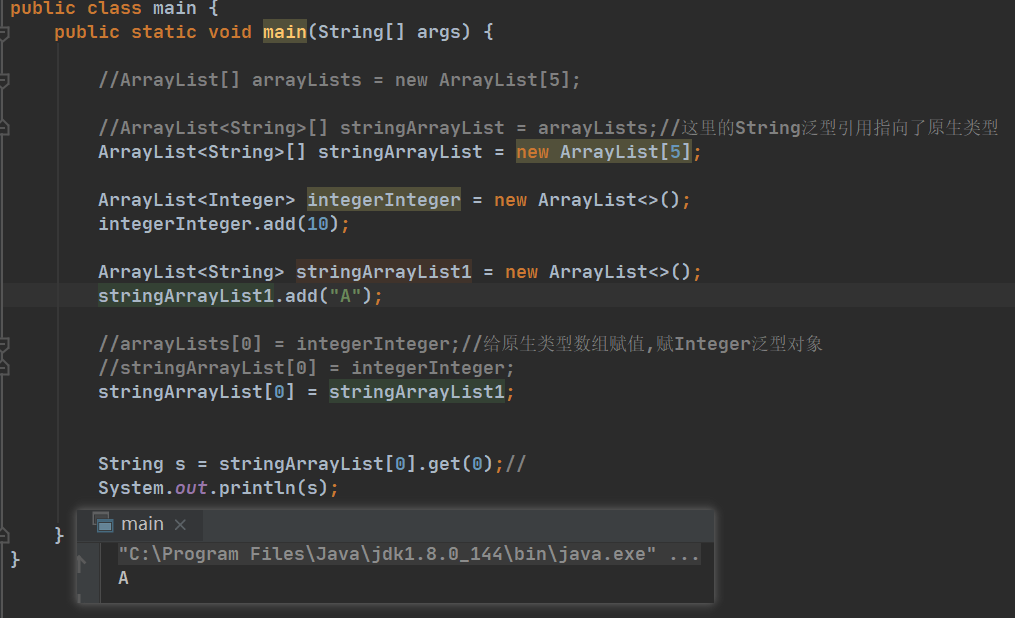 public class main {
public static void main(String[] args) {
//ArrayList[] arrayLists = new ArrayList[5];
//ArrayList<String>[] stringArrayList = arrayLists;//这里的String泛型引用指向了原生类型
ArrayList<String>[] stringArrayList = new ArrayList[5];
ArrayList<Integer> integerInteger = new ArrayList<>();
integerInteger.add(10);
ArrayList<String> stringArrayList1 = new ArrayList<>();
stringArrayList1.add("A");
//arrayLists[0] = integerInteger;//给原生类型数组赋值,赋Integer泛型对象
//stringArrayList[0] = integerInteger;
stringArrayList[0] = stringArrayList1;
String s = stringArrayList[0].get(0);//
System.out.println(s);
}
}
main ×
"C:\Program Files\Java\jdk1.8.0_144\bin\java.exe" ...
A